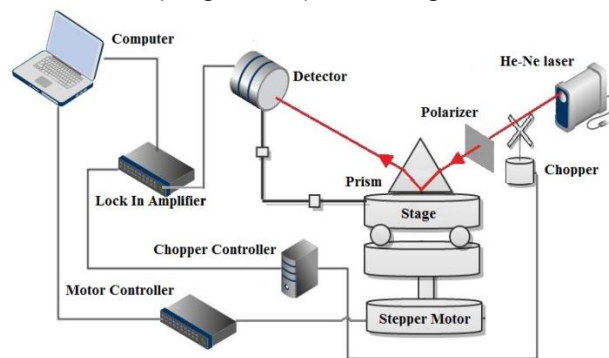 Computer
Detector
He-Ne laser
Polarizer
Chopper
Prism
Lock In Amplifier
Stage
Chopper Controller
Motor Controller
Stepper Motor